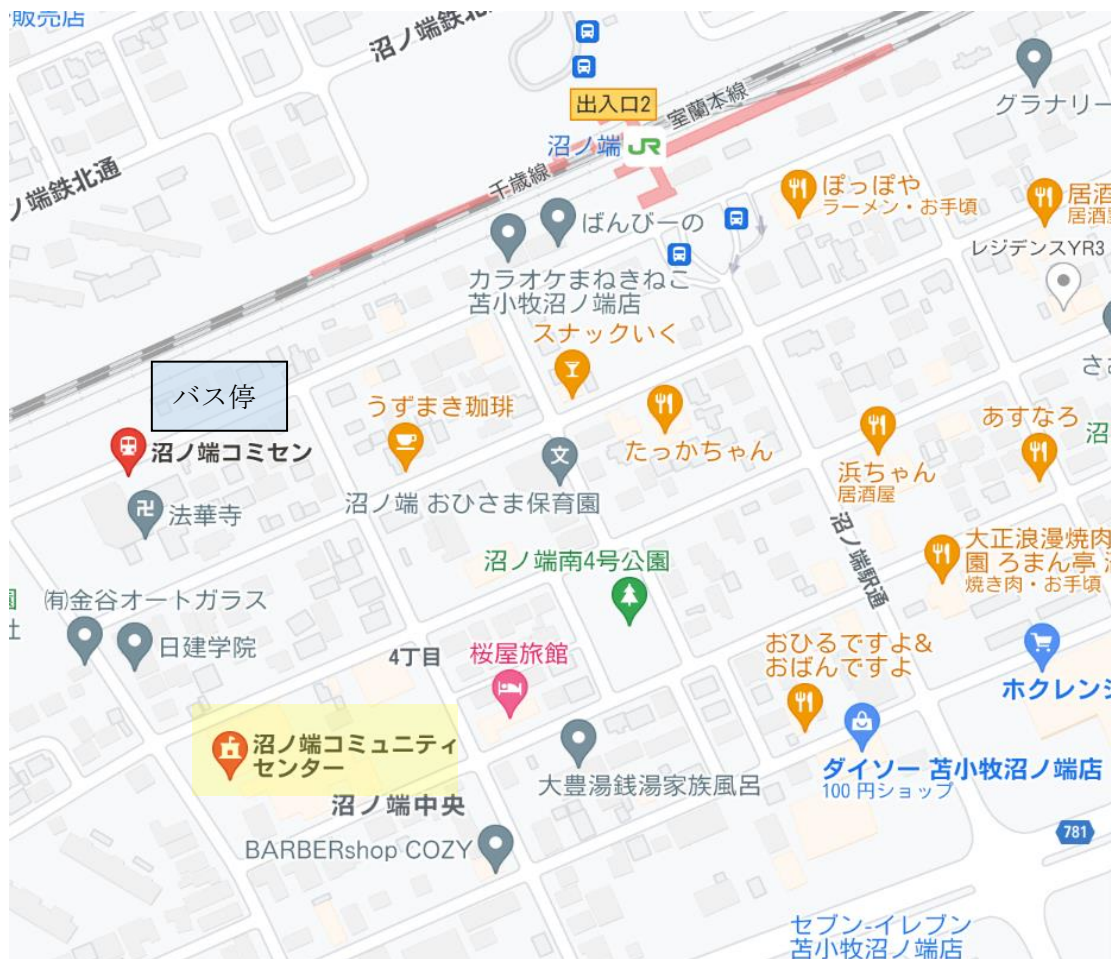 販売店
沼ノ端鉄北
出入口2
室蘭本線
グラナリー
沼ノ端 JR
ノ端鉄北通
千歳線
ぽっぽや
ラーメン・お手頃
居酒
居酒
ばんびーの
レジデンスYR3
カラオケまねきねこ
苫小牧沼ノ端店
スナックいく
バス停
うずまき珈琲
あすなろ
沼
沼ノ端コミセン
たっかちゃん
浜ちゃん
居酒屋
文
沼ノ端 おひさま保育園
卍
法華寺
沼ノ端駅通
大正浪漫焼肉
園 ろまん亭
焼き肉・お手頃
沼ノ端南4号公園
㈲金谷オートガラス
社
日建学院
4丁目
桜屋旅館
おひるですよ&
おばんですよ
ホクレンシ
沼ノ端コミュニティ
センター
大豊湯銭湯家族風呂
ダイソー 苫小牧沼ノ端店
100 円ショップ
沼ノ端中央
781
BARBERshop COZY
セブン-イレブン
苫小牧沼ノ端店